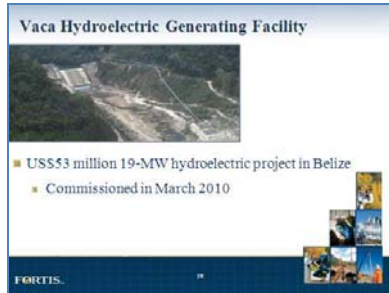 Vaca Hydroelectric Generating Facility
US$53 million 19-MW hydroelectric project in Belize
Commissioned in March 2010
FORTIS